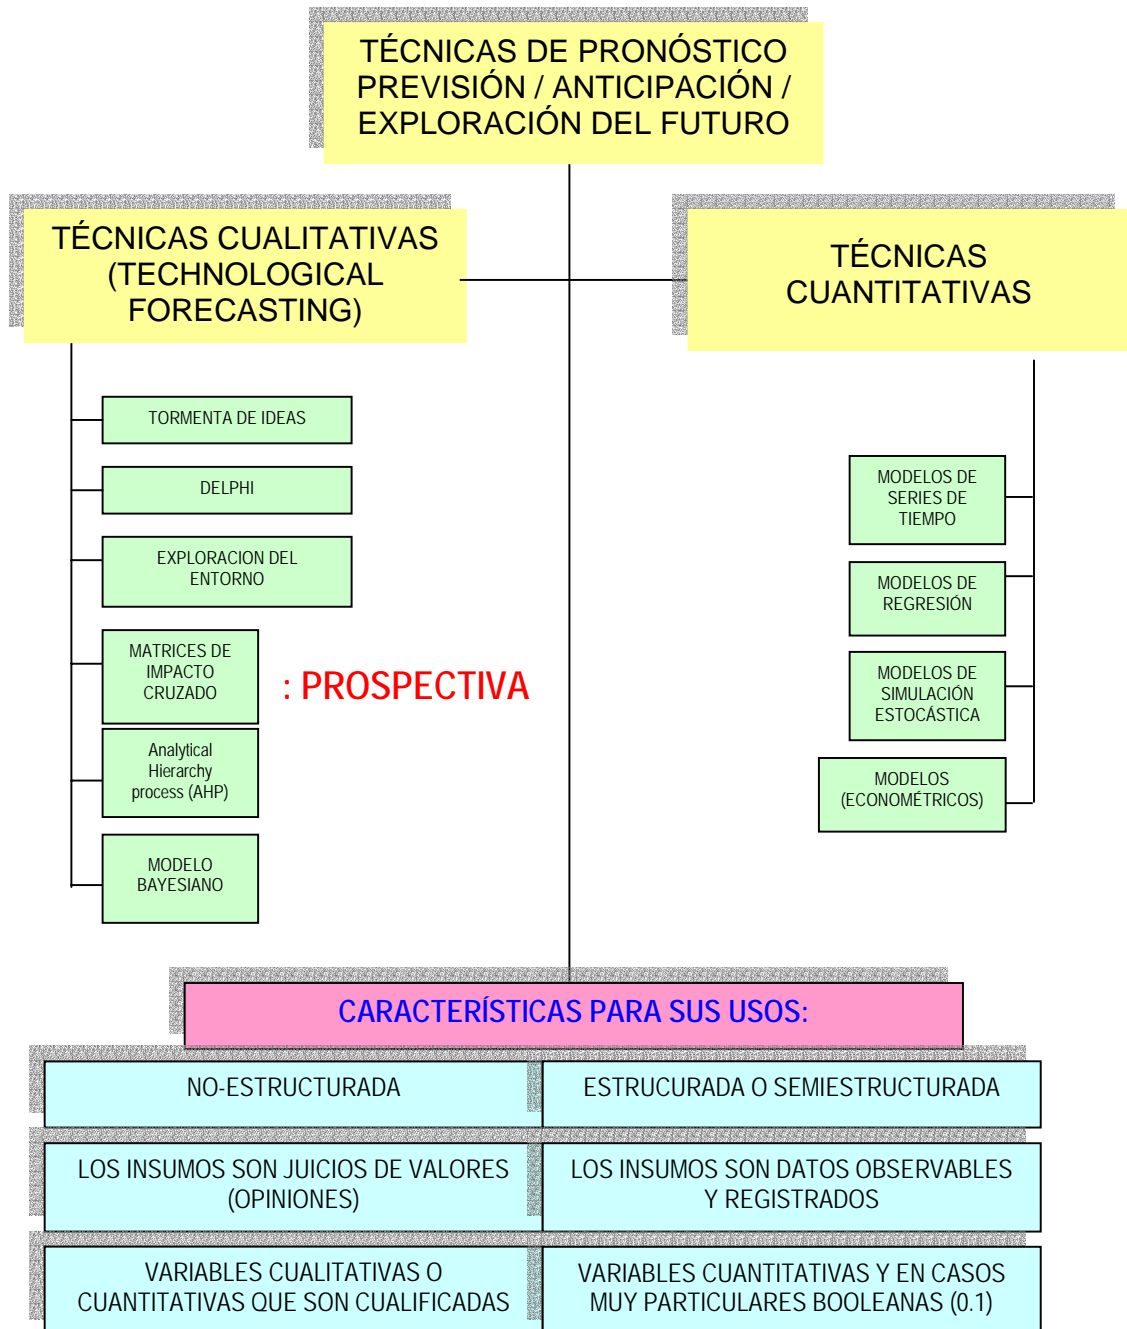 TÉCNICAS DE PRONÓSTICO
PREVISIÓN / ANTICIPACIÓN /
EXPLORACIÓN DEL FUTURO
TÉCNICAS CUALITATIVAS
(TECHNOLOGICAL
FORECASTING)
TÉCNICAS
CUANTITATIVAS
TORMENTA DE IDEAS
DELPHI
EXPLORACION DEL
ENTORNO
MATRICES DE
IMPACTO
CRUZADO
: PROSPECTIVA
Analytical
Hierarchy
process (AHP)
MODELO
BAYESIANO
MODELOS DE
SERIES DE
TIEMPO
MODELOS DE
REGRESIÓN
MODELOS DE
SIMULACIÓN
ESTOCÁSTICA
MODELOS
(ECONOMÉTRICOS)
CARACTERÍSTICAS PARA SUS USOS:
NO-ESTRUCTURADA
ESTRUCURADA O SEMIESTRUCTURADA
LOS INSUMOS SON JUICIOS DE VALORES
(OPINIONES)
LOS INSUMOS SON DATOS OBSERVABLES
Y REGISTRADOS
VARIABLES CUALITATIVAS O
CUANTITATIVAS QUE SON CUALIFICADAS
VARIABLES CUANTITATIVAS Y EN CASOS
MUY PARTICULARES BOOLEANAS (0.1)